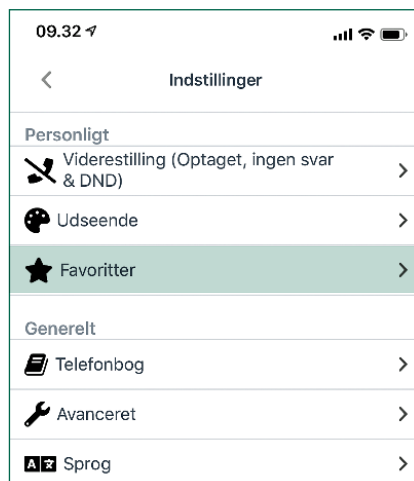 09.32
Indstillinger
Personligt
Viderestilling (Optaget, ingen svar
& DND)
Udseende
Favoritter
Generelt
Telefonbog
Avanceret
Sprog